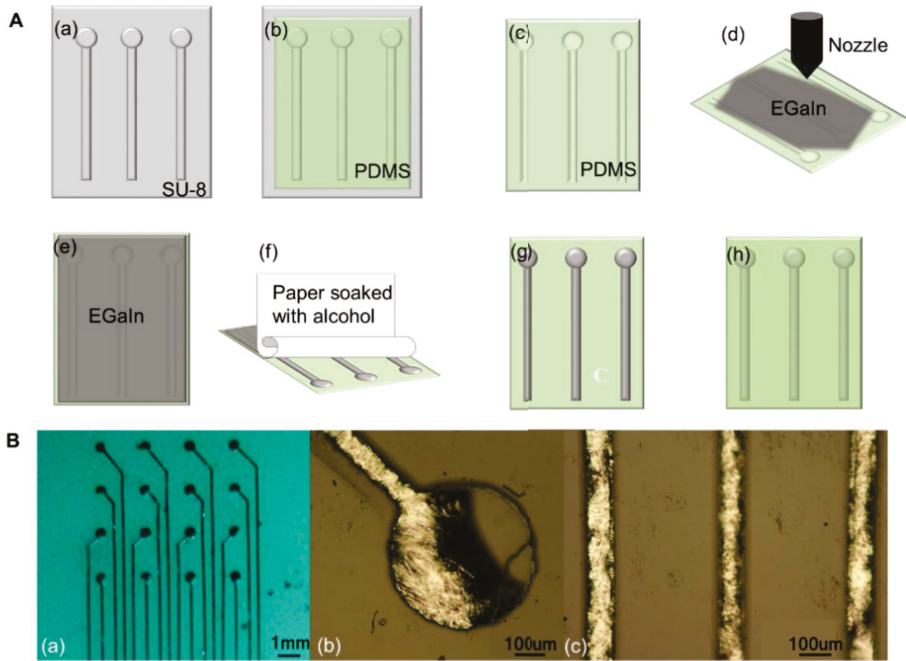 A
(a)
SU-8
(b)
PDMS
(c)
PDMS
(d)
Nozzle
EGaIn
(e)
EGaIn
(f)
Paper soaked
with alcohol
(g)
C
(h)
B
(a)
1mm
(b)
100um
(c)
100um